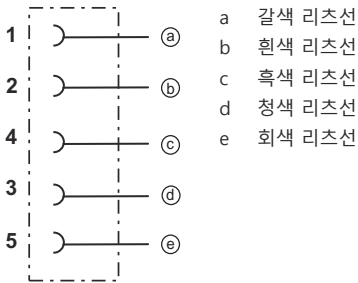 1 ⓐ
2 ⓑ
4 ⓒ
3 ⓓ
5 ⓔ
a 갈색 리츠선
b 흰색 리츠선
c 흑색 리츠선
d 청색 리츠선
e 회색 리츠선